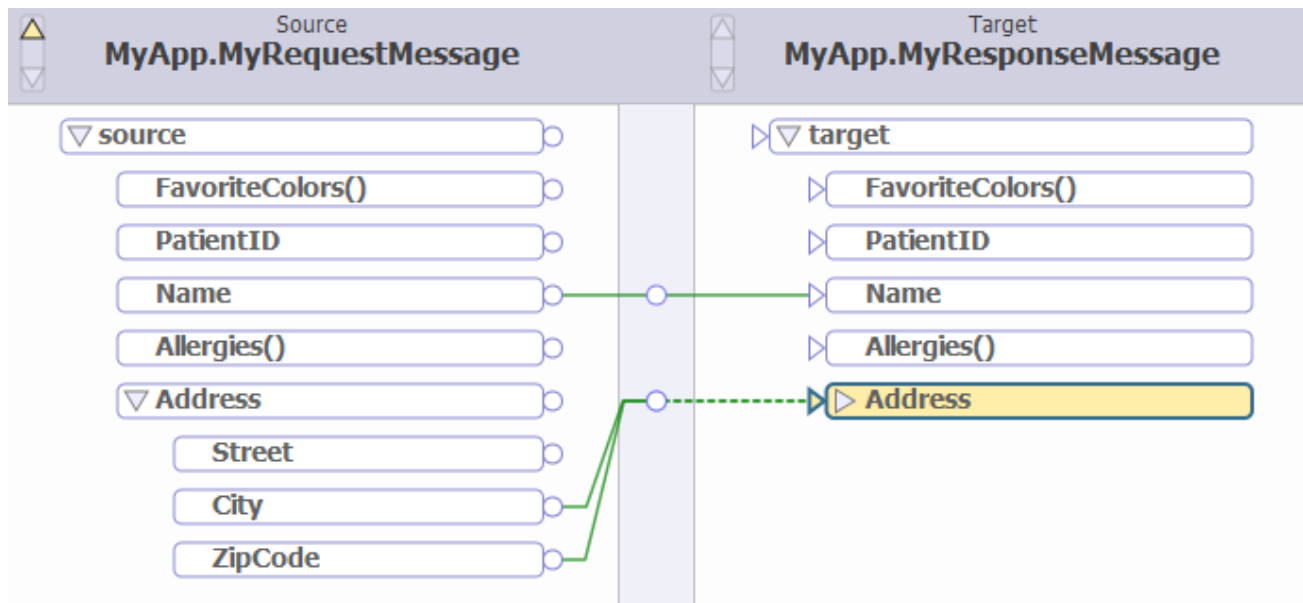 Source
MyApp.MyRequestMessage
Target
MyApp.MyResponseMessage
source
FavoriteColors()
PatientID
Name
Allergies()
Address
Street
City
ZipCode
target
FavoriteColors()
PatientID
Name
Allergies()
Address